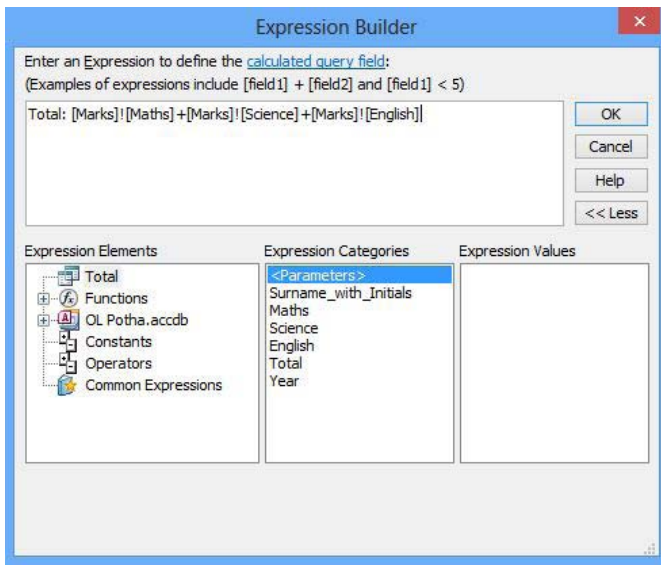 Expression Builder
Enter an Expression to define the calculated query field:
(Examples of expressions include [field1] + [field2] and [field1] < 5)
Total: [Marks]![Maths]+[Marks]![Science]+[Marks]![English]
OK
Cancel
Help
<< Less
Expression Elements
Total
Functions
OL Potha.accdb
Constants
Operators
Common Expressions
Expression Categories
<Parameters>
Surname_with_Initials
Maths
Science
English
Total
Year
Expression Values